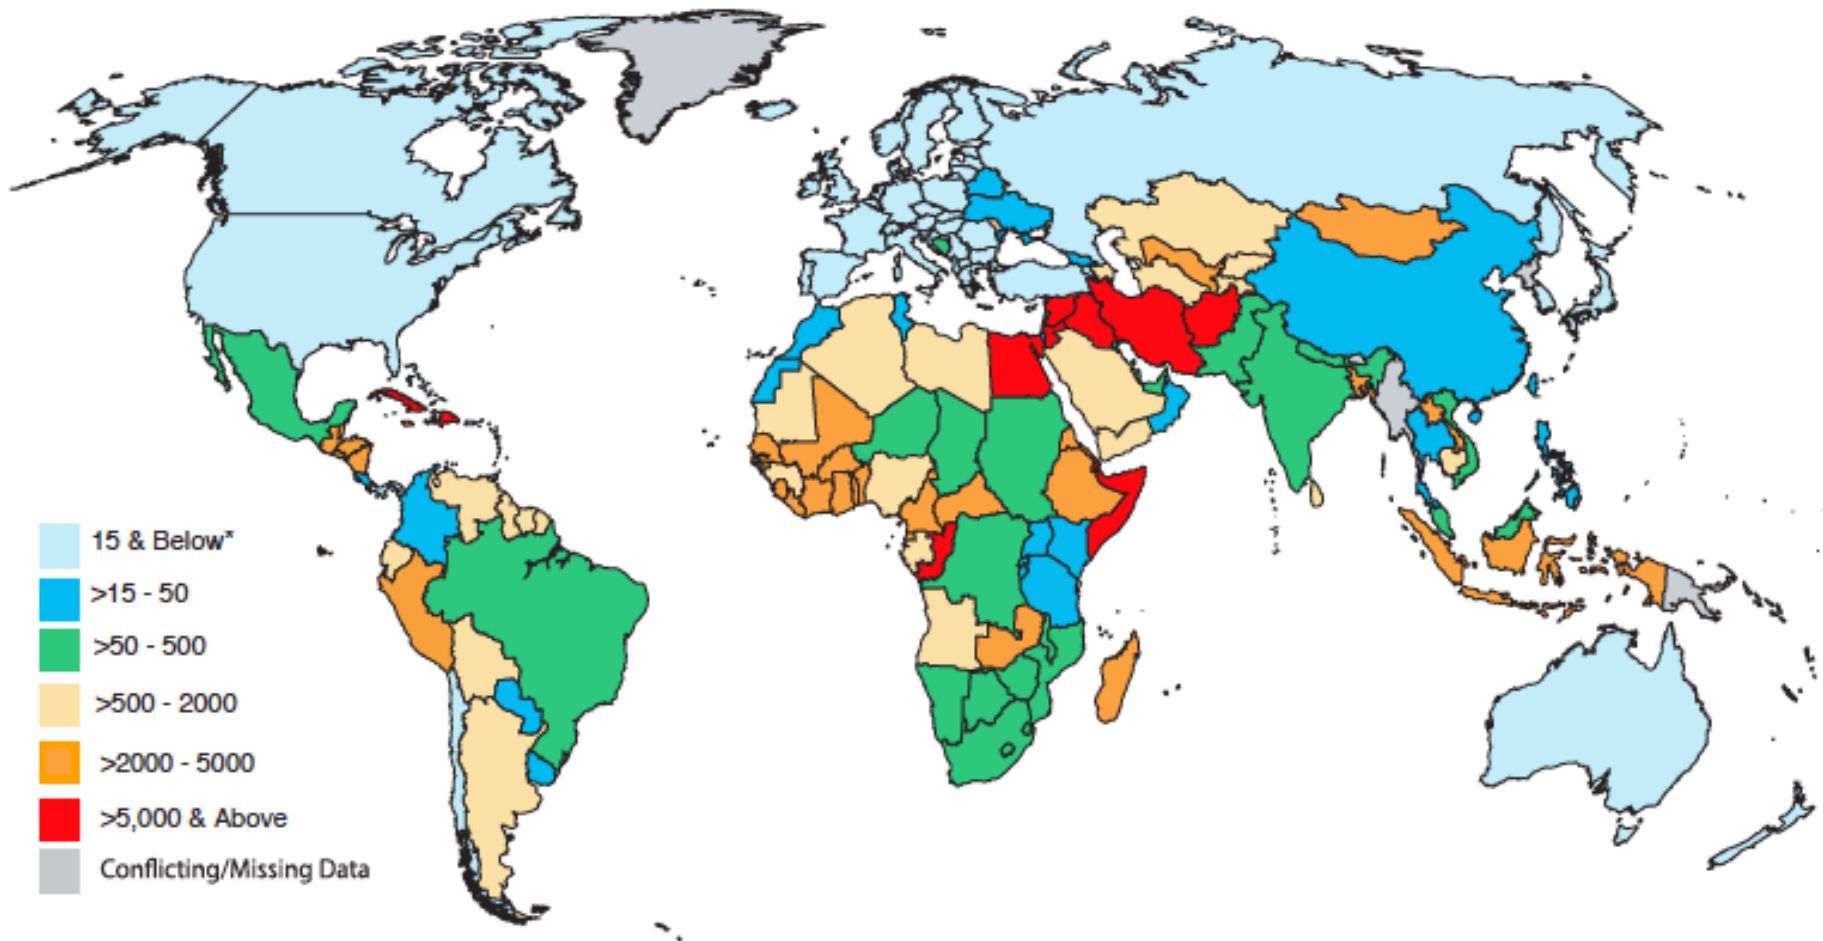 15 & Below*
>15 - 50
>50 - 500
>500 - 2000
>2000 - 5000
>5,000 & Above
Conflicting/Missing Data